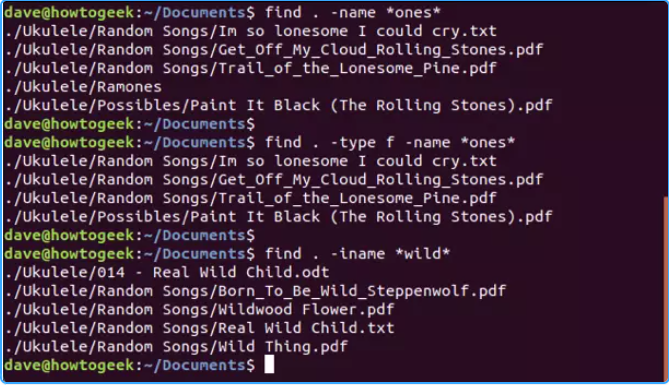 dave@howtogeek:~/Documents$ find . -name *ones*
./Ukulele/Random Songs/Im so lonesome I could cry.txt
./Ukulele/Random Songs/Get_Off_My_Cloud_Rolling_Stones.pdf
./Ukulele/Random Songs/Trail_of_the_Lonesome_Pine.pdf
./Ukulele/Ramones
./Ukulele/Possibles/Paint It Black (The Rolling Stones).pdf
dave@howtogeek:~/Documents$
dave@howtogeek:~/Documents$ find . -type f -name *ones*
./Ukulele/Random Songs/Im so lonesome I could cry.txt
./Ukulele/Random Songs/Get_Off_My_Cloud_Rolling_Stones.pdf
./Ukulele/Random Songs/Trail_of_the_Lonesome_Pine.pdf
./Ukulele/Possibles/Paint It Black (The Rolling Stones).pdf
dave@howtogeek:~/Documents$
dave@howtogeek:~/Documents$ find . -iname *wild*
./Ukulele/014 - Real Wild Child.odt
./Ukulele/Random Songs/Born_To_Be_Wild_Steppenwolf.pdf
./Ukulele/Random Songs/Wildwood Flower.pdf
./Ukulele/Random Songs/Real Wild Child.txt
./Ukulele/Random Songs/Wild Thing.pdf
dave@howtogeek:~/Documents$